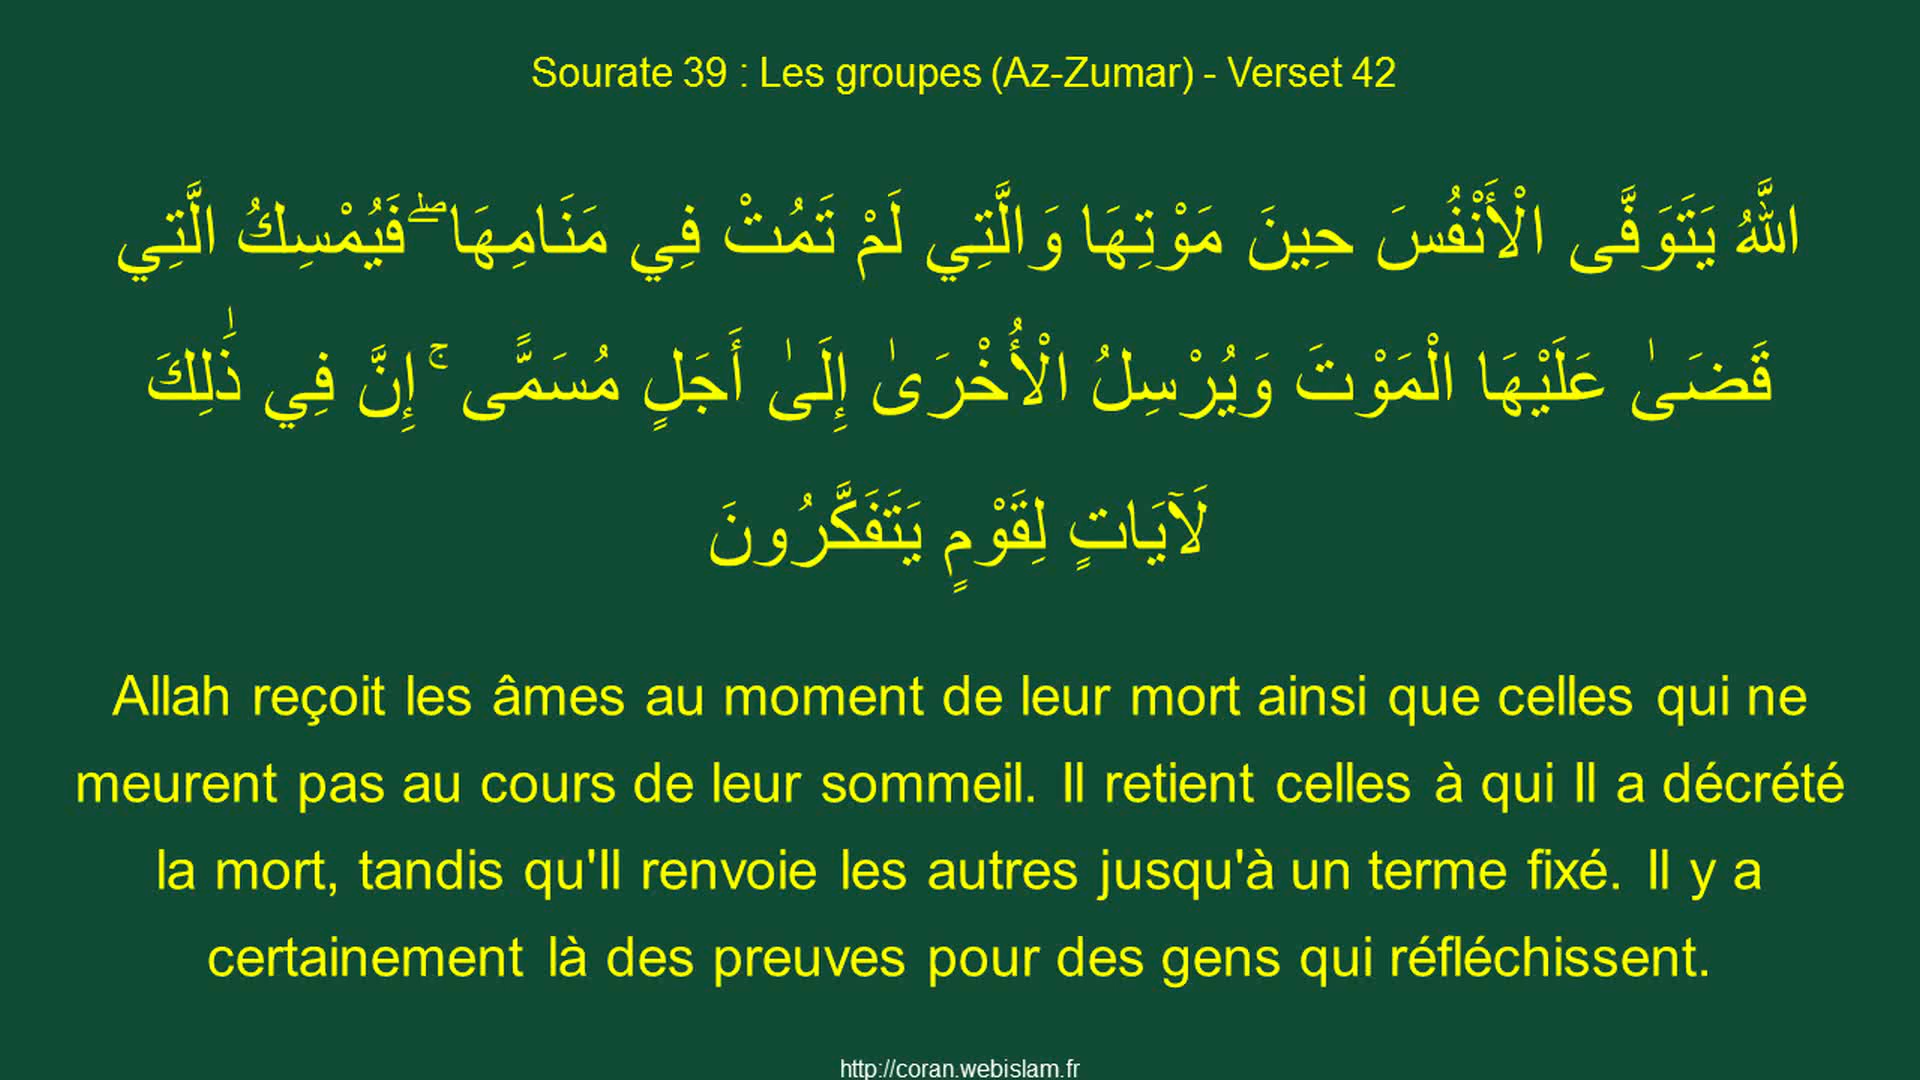 Sourate 39 : Les groupes (Az-Zumar) - Verset 42
اللَّهُ يَتَوَفَّى الْأَنْفُسَ حِينَ مَوْتِهَا وَالَّتِي لَمْ تَمُتْ فِي مَنَامِهَا ۖ فَيُمْسِكُ الَّتِي
قَضَىٰ عَلَيْهَا الْمَوْتَ وَيُرْسِلُ الْأُخْرَىٰ إِلَىٰ أَجَلٍ مُسَمًّى ۚ إِنَّ فِي ذَٰلِكَ
لَآيَاتٍ لِقَوْمٍ يَتَفَكَّرُونَ
Allah reçoit les âmes au moment de leur mort ainsi que celles qui ne
meurent pas au cours de leur sommeil. Il retient celles à qui Il a décrété
la mort, tandis qu'Il renvoie les autres jusqu'à un terme fixé. Il y a
certainement là des preuves pour des gens qui réfléchissent.
http://coran.webislam.fr